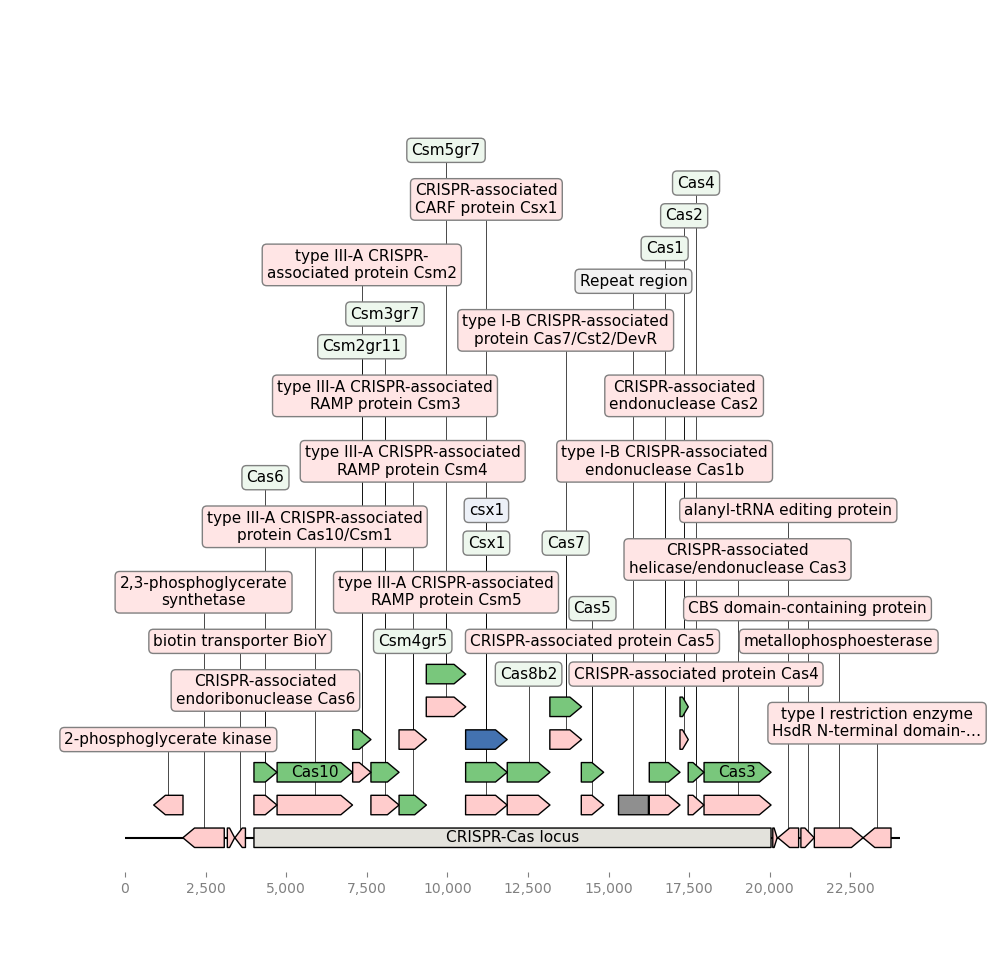 Csm5gr7
Cas4
CRISPR-associated
CARF protein Csx1
Cas2
Cas1
type III-A CRISPR-
associated protein Csm2
Repeat region
Csm3gr7
type I-B CRISPR-associated
protein Cas7/Cst2/DevR
Csm2gr11
type III-A CRISPR-associated
RAMP protein Csm3
CRISPR-associated
endonuclease Cas2
type III-A CRISPR-associated
RAMP protein Csm4
type I-B CRISPR-associated
endonuclease Cas1b
Cas6
csx1
alanyl-tRNA editing protein
type III-A CRISPR-associated
protein Cas10/Csm1
Csx1
Cas7
CRISPR-associated
helicase/endonuclease Cas3
2,3-phosphoglycerate
synthetase
type III-A CRISPR-associated
RAMP protein Csm5
Cas5
CBS domain-containing protein
biotin transporter BioY
Csm4gr5
CRISPR-associated protein Cas5
metallophosphoesterase
CRISPR-associated
endoribonuclease Cas6
Cas8b2
CRISPR-associated protein Cas4
type I restriction enzyme
HsdR N-terminal domain-...
2-phosphoglycerate kinase
Cas10
Cas3
CRISPR-Cas locus
0
2,500
5,000
7,500
10,000
12,500
15,000
17,500
20,000
22,500